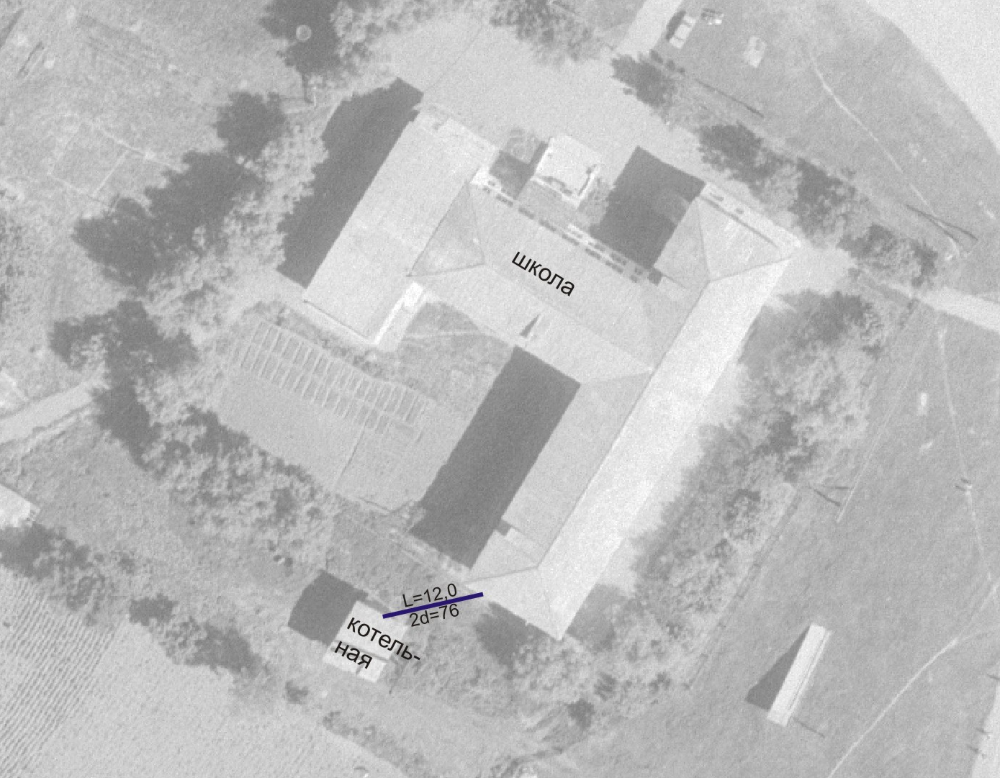 школа
L=12,0
2d=76
котель-
ная